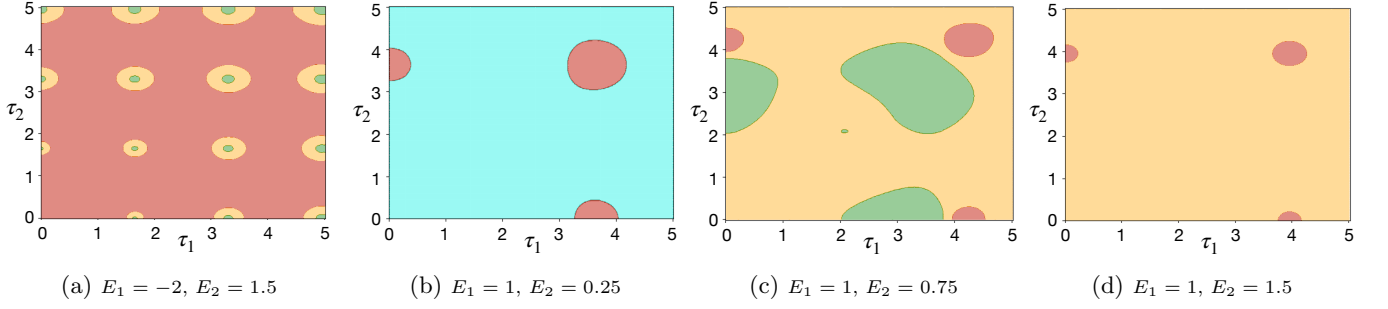 5 5 5 5
4 4 4 4
3 3 3 3
τ2 τ2 τ2 τ2
2 2 2 2
1 1 1 1
0 0 0 0
0 1 2 3 4 5 0 1 2 3 4 5 0 1 2 3 4 5 0 1 2 3 4 5
τ1 τ1 τ1 τ1
(a) E1 = −2, E2 = 1.5 (b) E1 = 1, E2 = 0.25 (c) E1 = 1, E2 = 0.75 (d) E1 = 1, E2 = 1.5